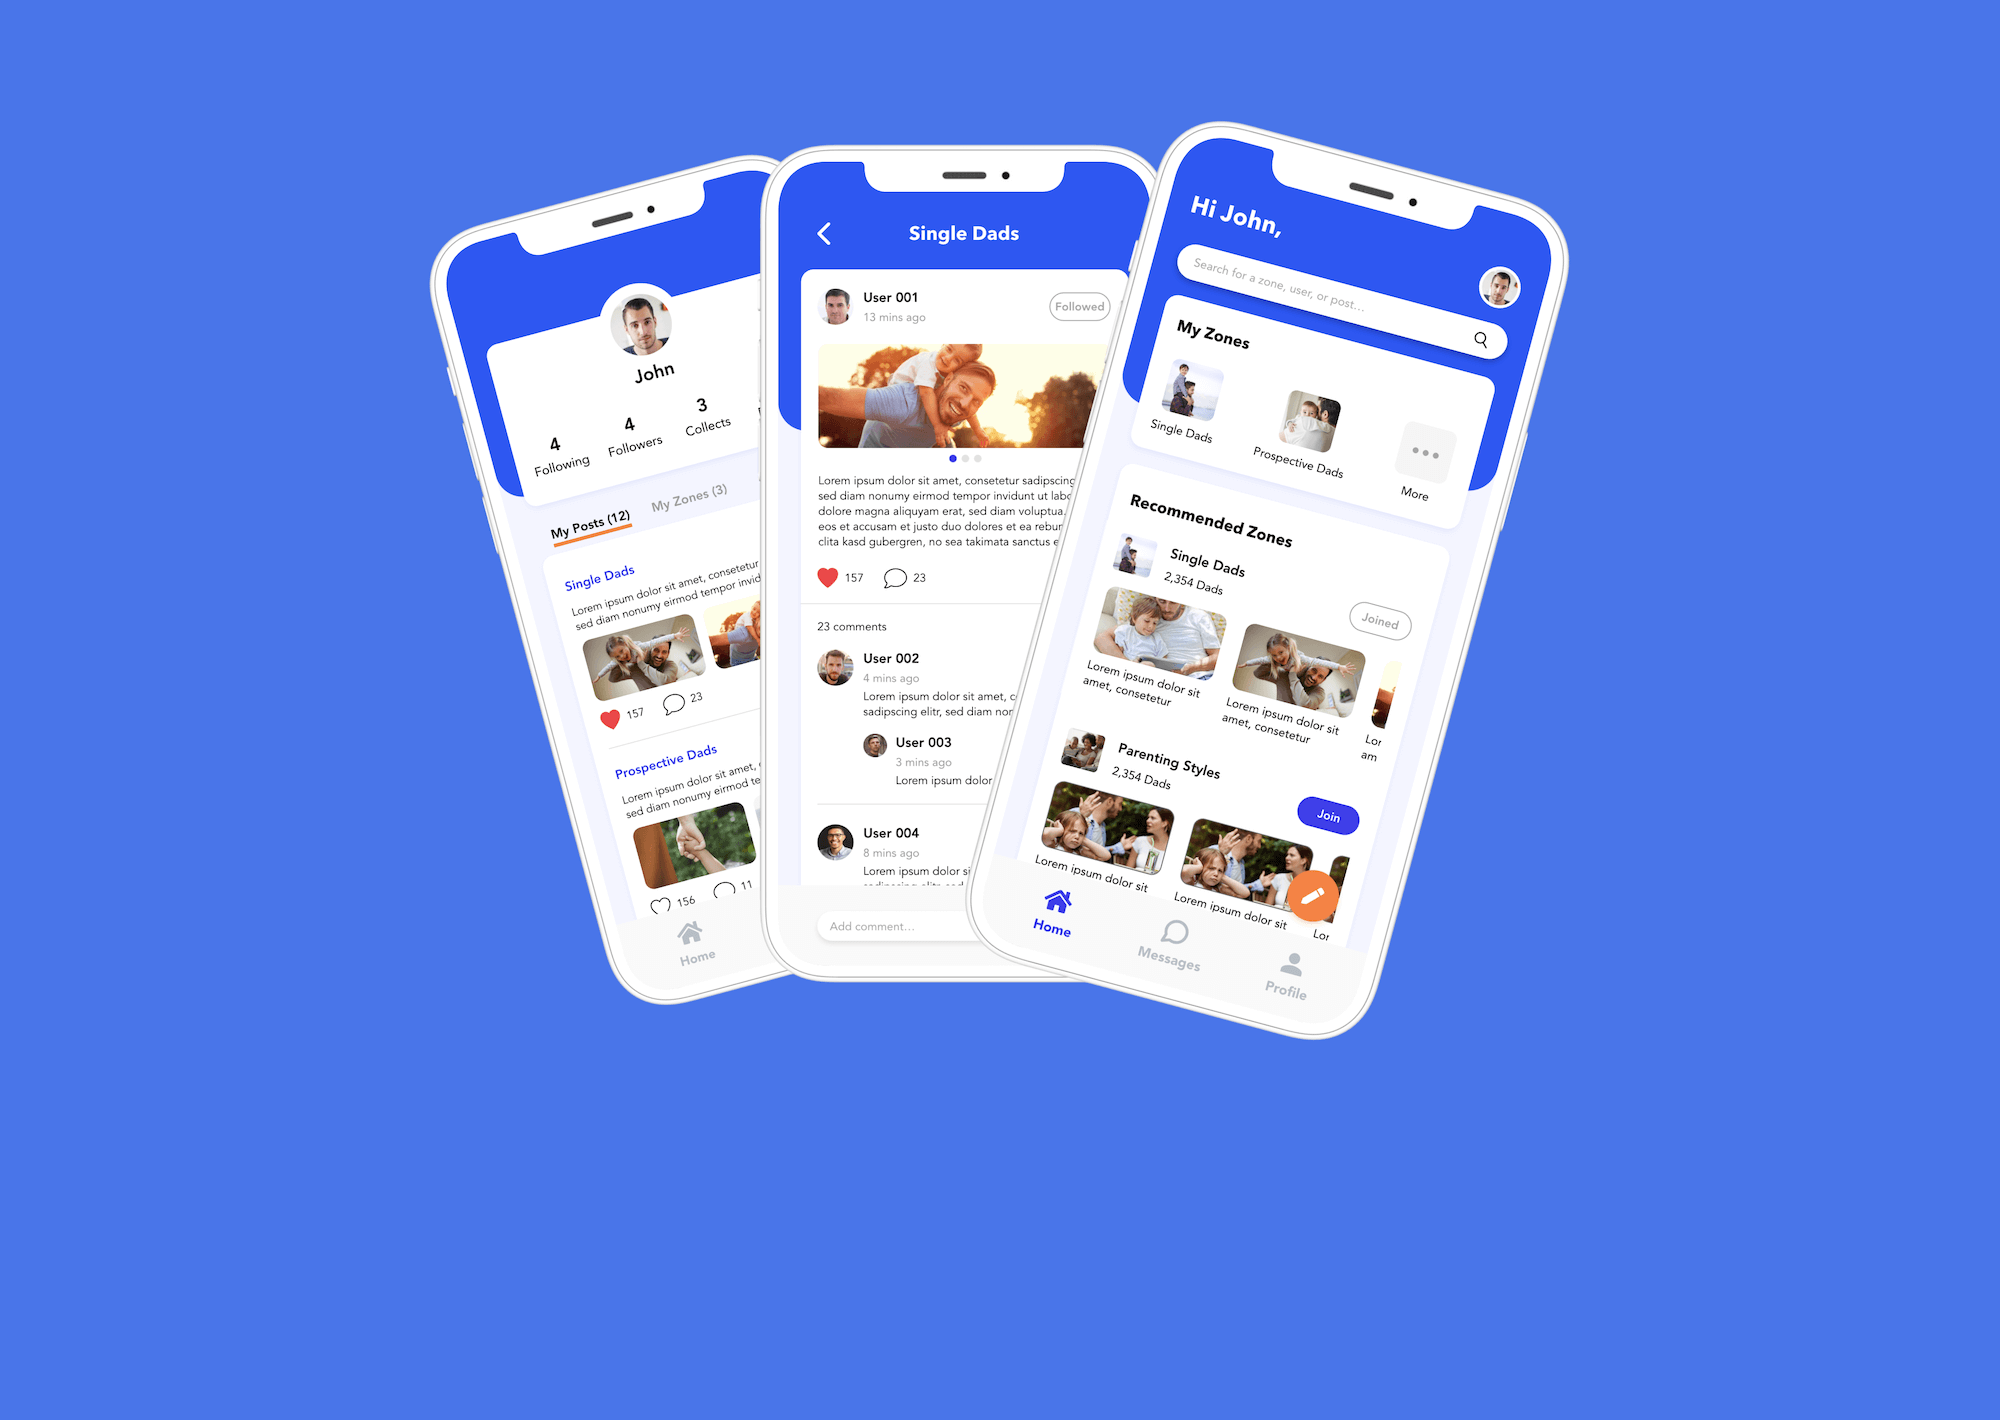 John
4
Following
4
Followers
3
Collects
My Posts (12)
My Zones (3)
Single Dads
Lorem ipsum dolor sit amet, consetetur
sed diam nonumy eirmod tempor invid
157
23
Prospective Dads
Lorem ipsum dolor sit amet,
sed diam nonumy eirmod te
156
11
Home
Single Dads
User 001
13 mins ago
Followed
Lorem ipsum dolor sit amet, consetetur sadipscing
sed diam nonumy eirmod tempor invidunt ut labo
dolore magna aliquyam erat, sed diam voluptua.
eos et accusam et justo duo dolores et ea rebur
clita kasd gubergren, no sea takimata sanctus e
157
23
23 comments
User 002
4 mins ago
Lorem ipsum dolor sit amet, c
sadipscing elitr, sed diam nor
User 003
3 mins ago
Lorem ipsum dolor
User 004
8 mins ago
Lorem ipsum dolor sit amet,
Add comment...
Hi John,
Search for a zone, user, or post...
My Zones
Single Dads
Prospective Dads
More
Recommended Zones
Single Dads
2,354 Dads
Joined
Lorem ipsum dolor sit
amet, consetetur
Lorem ipsum dolor sit
amet, consetetur
Lor
am
Parenting Styles
2,354 Dads
Join
Lorem ipsum dolor sit
Lorem ipsum dolor sit
Lor
Home
Messages
Profile